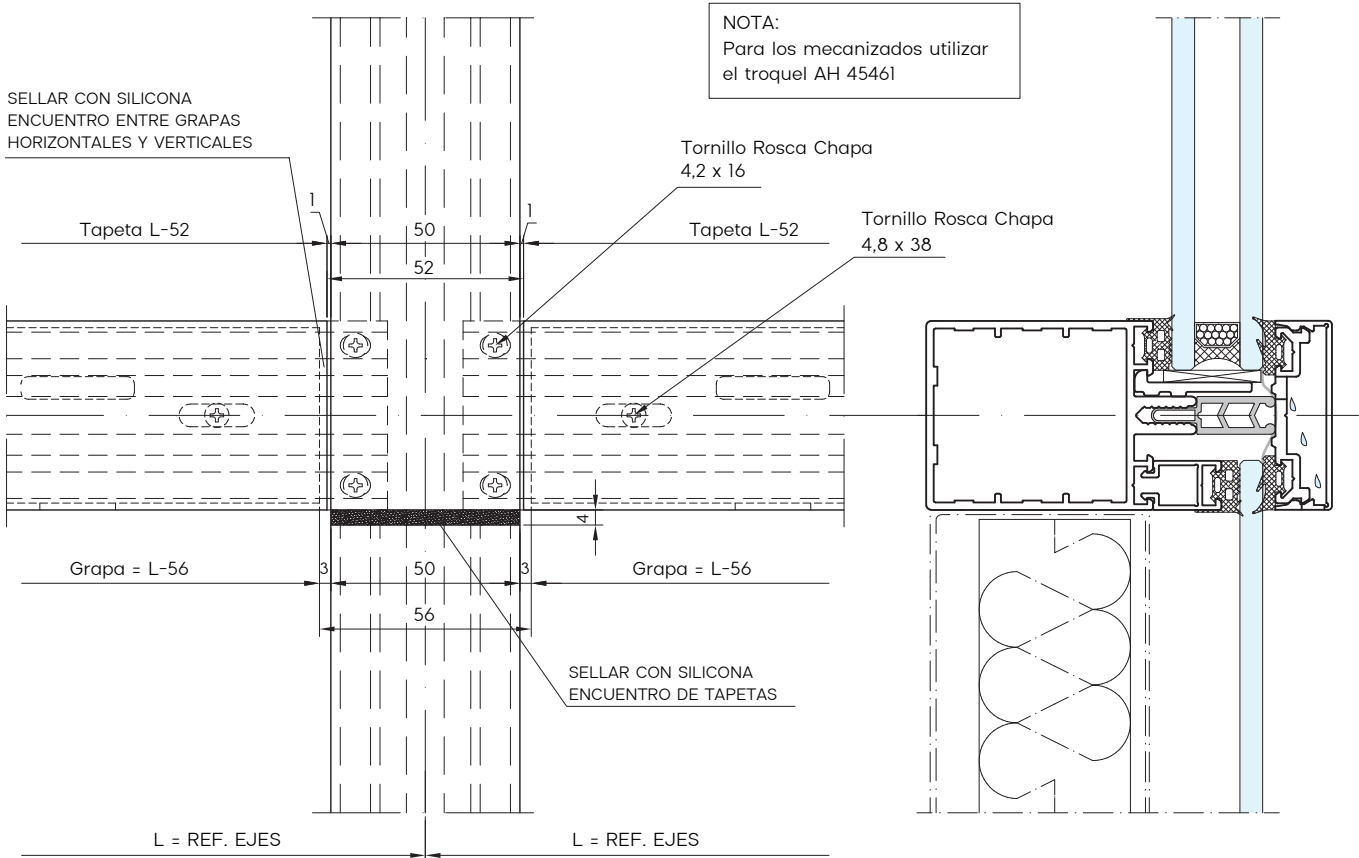 NOTA:
Para los mecanizados utilizar
el troquel AH 45461
SELLAR CON SILICONA
ENCUENTRO ENTRE GRAPAS
HORIZONTALES Y VERTICALES
Tornillo Rosca Chapa
4,2 x 16
Tornillo Rosca Chapa
4,8 x 38
1
1
Tapeta L-52
50
Tapeta L-52
52
4
Grapa = L-56
3
50
3
Grapa = L-56
56
SELLAR CON SILICONA
ENCUENTRO DE TAPETAS
L = REF. EJES
L = REF. EJES